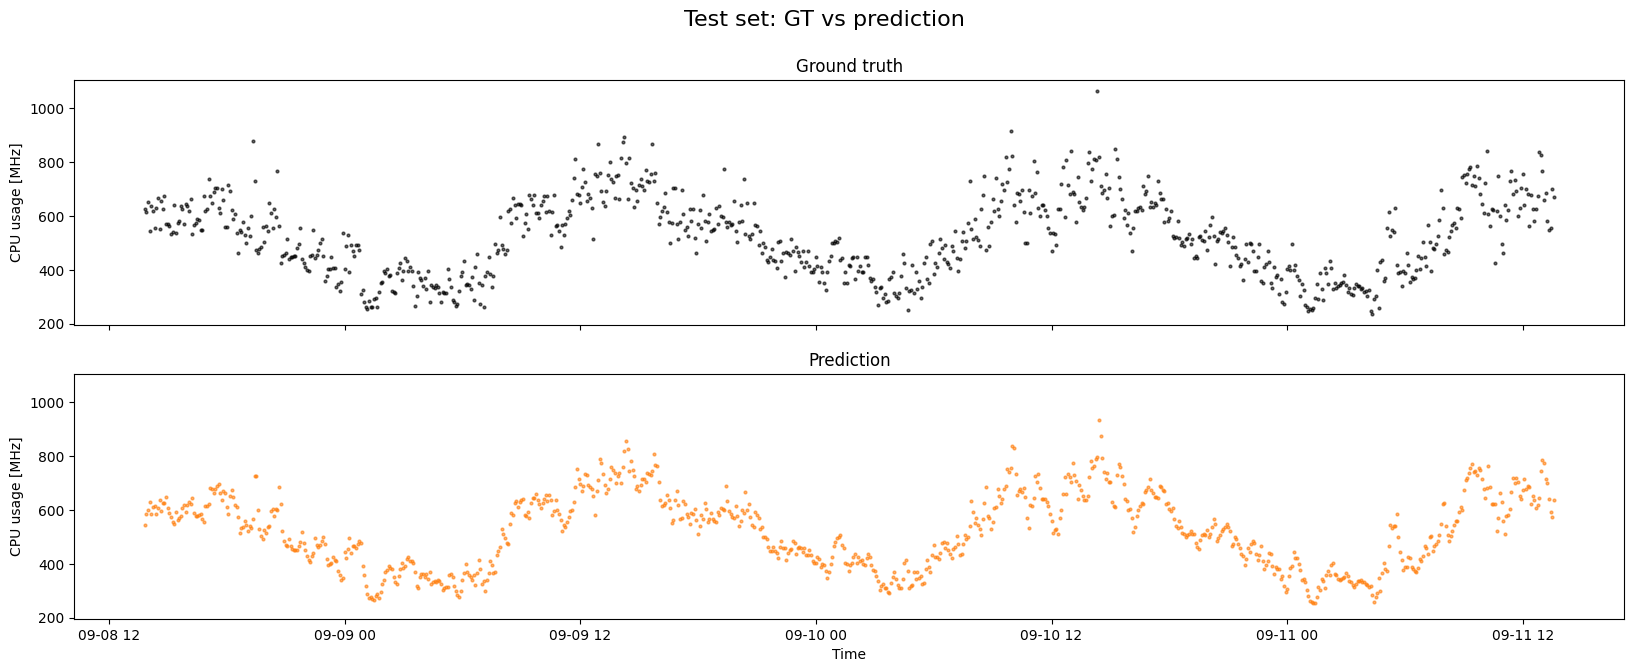 Test set: GT vs prediction
Ground truth
CPU usage [MHz]
1000
800
600
400
200
Prediction
CPU usage [MHz]
1000
800
600
400
200
09-08 12
09-09 00
09-09 12
09-10 00
09-10 12
09-11 00
09-11 12
Time